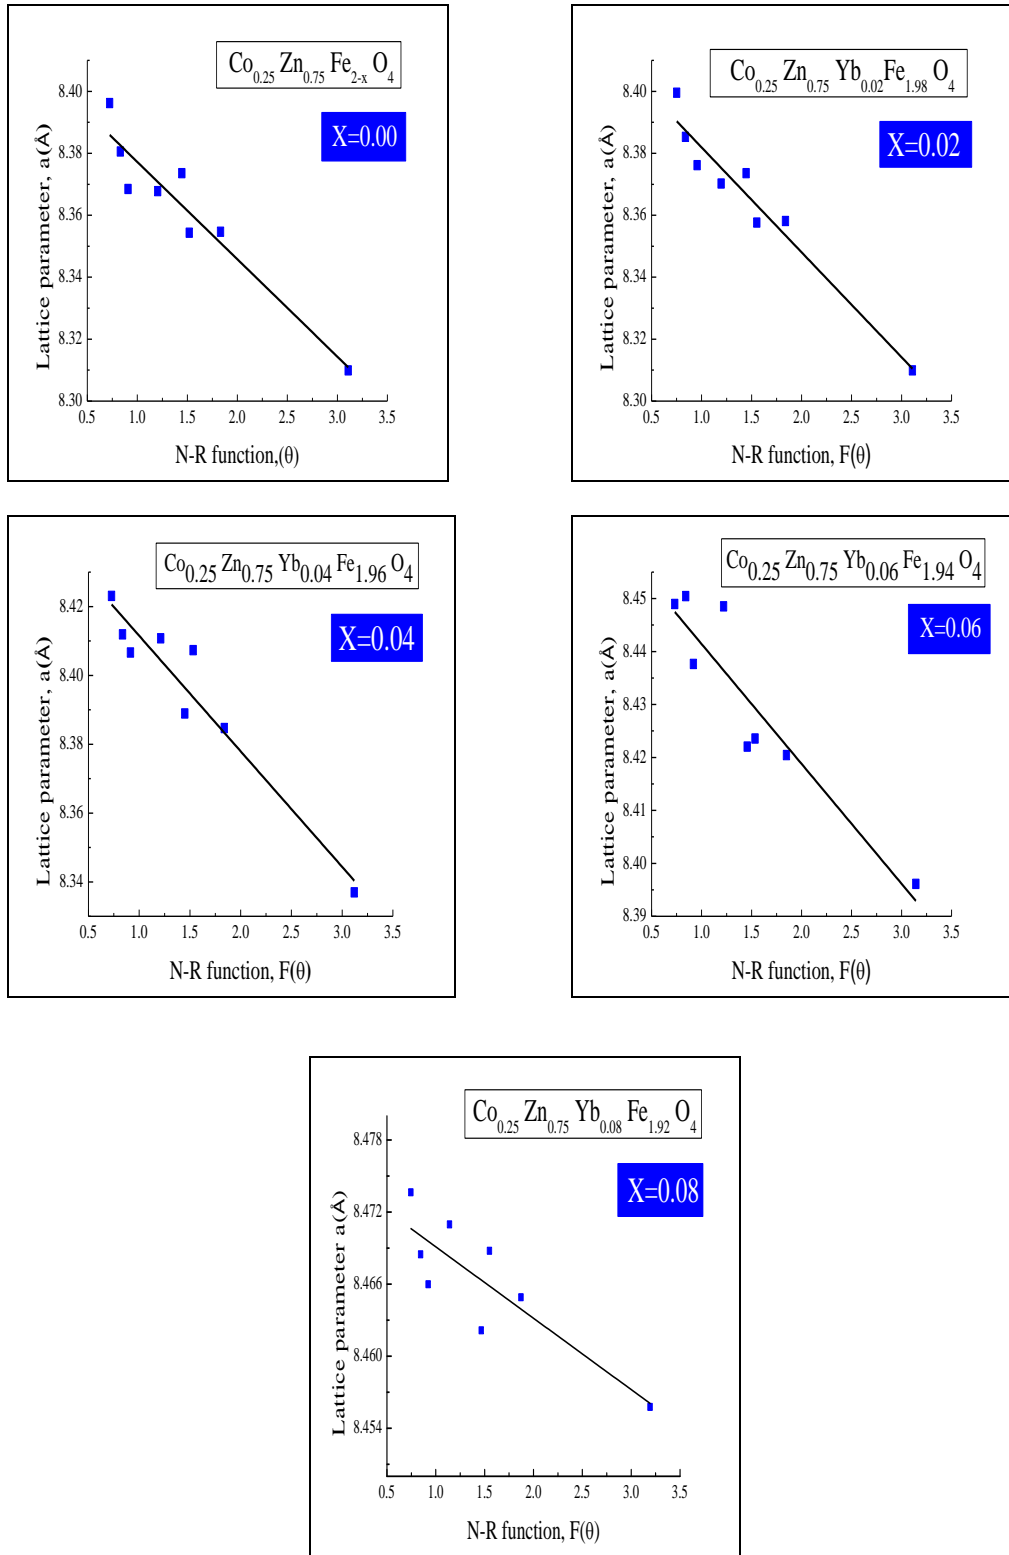 Co0.25 Zn0.75 Fe2-x O4
X=0.00
Lattice parameter, a(Å)
8.40
8.38
8.36
8.34
8.32
8.30
0.5 1.0 1.5 2.0 2.5 3.0 3.5
N-R function,(θ)
Co0.25 Zn0.75 Yb0.02 Fe1.98 O4
X=0.02
Lattice parameter, a(Å)
8.40
8.38
8.36
8.34
8.32
8.30
0.5 1.0 1.5 2.0 2.5 3.0 3.5
N-R function, F(θ)
Co0.25 Zn0.75 Yb0.04 Fe1.96 O4
X=0.04
Lattice parameter, a(Å)
8.42
8.40
8.38
8.36
8.34
0.5 1.0 1.5 2.0 2.5 3.0 3.5
N-R function, F(θ)
Co0.25 Zn0.75 Yb0.06 Fe1.94 O4
X=0.06
Lattice parameter, a(Å)
8.45
8.44
8.43
8.42
8.41
8.40
8.39
0.5 1.0 1.5 2.0 2.5 3.0 3.5
N-R function, F(θ)
Co0.25 Zn0.75 Yb0.08 Fe1.92 O4
X=0.08
Lattice parameter a(Å)
8.478
8.472
8.466
8.460
8.454
0.5 1.0 1.5 2.0 2.5 3.0 3.5
N-R function, F(θ)